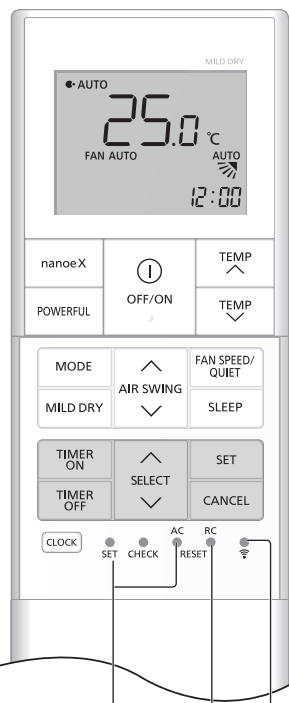 MILD DRY
AUTO
25.0 °C
FAN AUTO
AUTO
12:00
nanoe X
OFF/ON
TEMP
POWERFUL
TEMP
MODE
AIR SWING
FAN SPEED/
QUIET
MILD DRY
SLEEP
TIMER
ON
SELECT
SET
TIMER
OFF
CANCEL
CLOCK
SET
CHECK
AC
RC
RESET